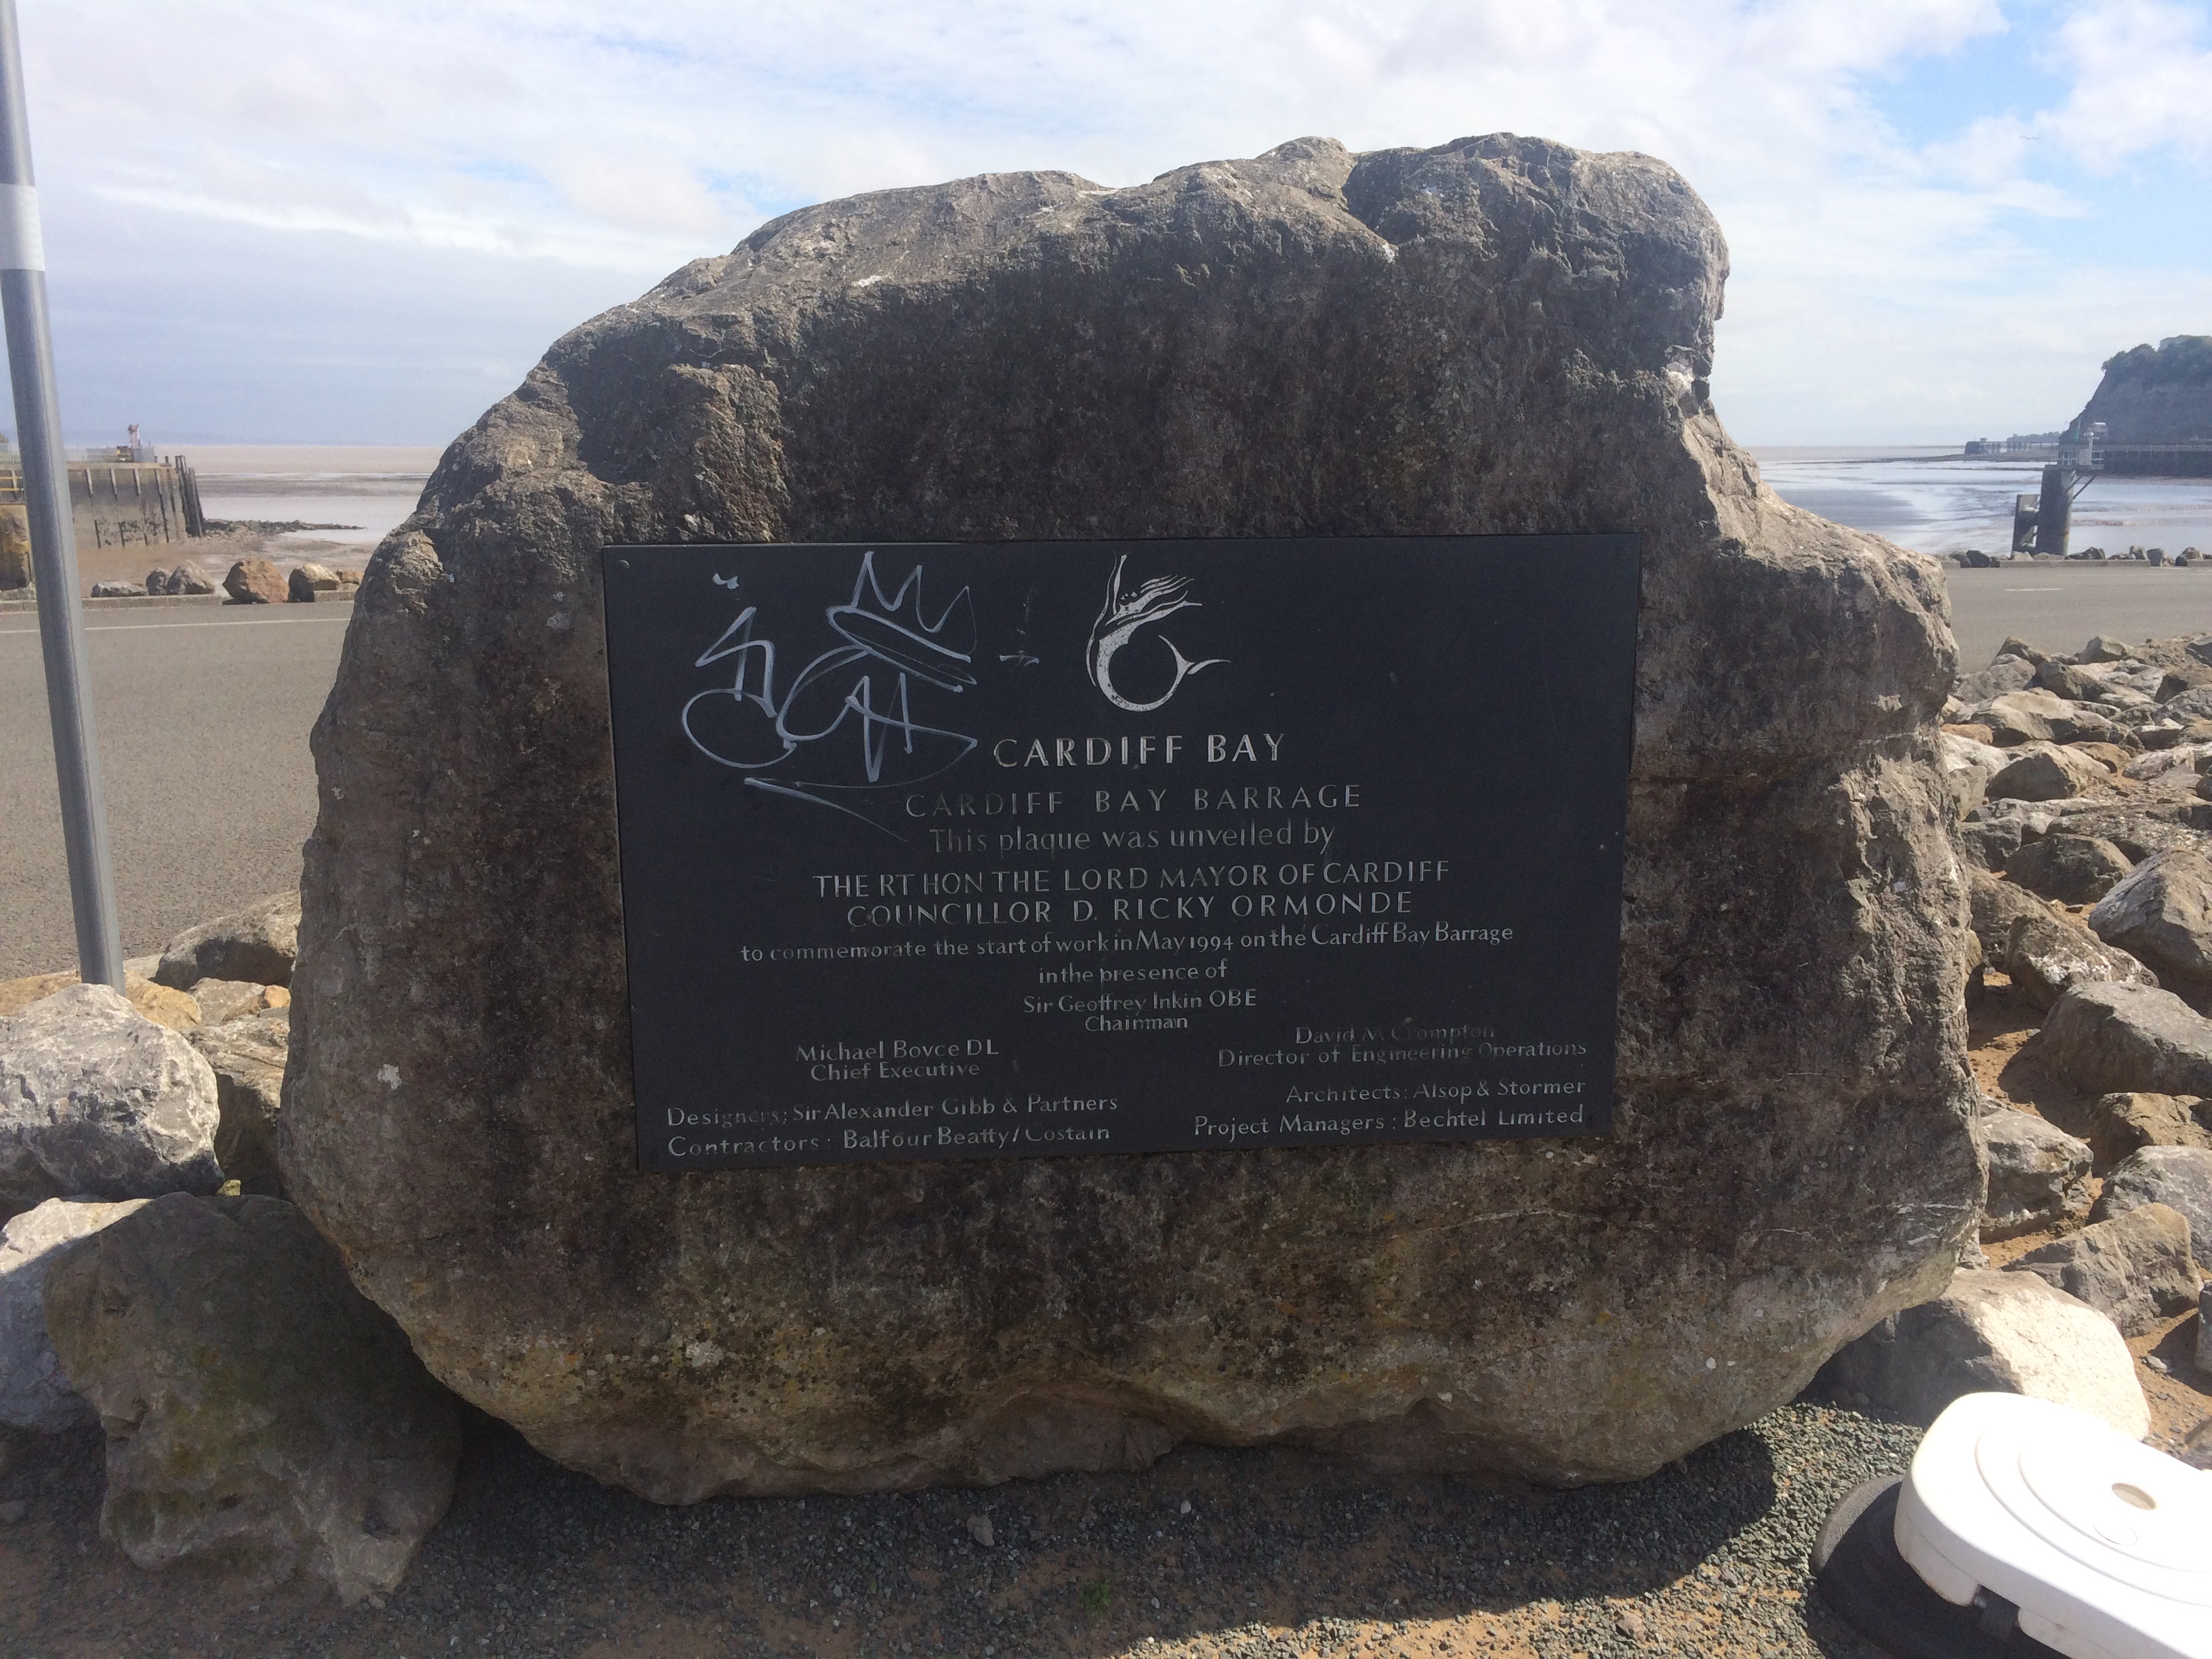 CARDIFF BAY
CARDIFF BAY BARRAGE
This plaque was unveiled by
THE RT HON THE LORD MAYOR OF CARDIFF
COUNCILLOR D. RICKY ORMONDE
to commemorate the start of work in May 1994 on the Cardiff Bay Barrage
in the presence of
Sir Geoffrey Inkin OBE
Chairman
Michael Boyce DL
Chief Executive
David M Crompton
Director of Engineering Operations
Designers: Sir Alexander Gibb & Partners
Contractors: Balfour Beatty/Costain
Architects: Alsop & Stormer
Project Managers: Bechtel Limited